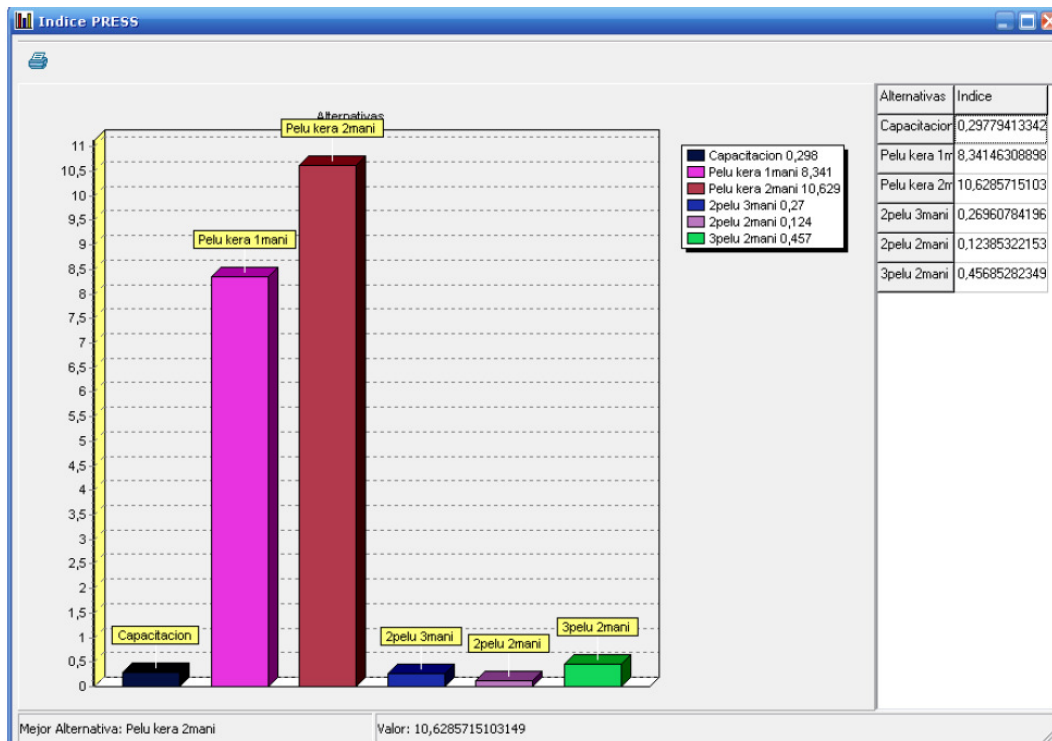 Indice PRESS
Alternativas
11
10,5
10
9,5
9
8,5
8
7,5
7
6,5
6
5,5
5
4,5
4
3,5
3
2,5
2
1,5
1
0,5
0
Pelu kera 2mani
Pelu kera 1mani
Capacitacion
2pelu 3mani
2pelu 2mani
3pelu 2mani
Capacitacion 0,298
Pelu kera 1mani 8,341
Pelu kera 2mani 10,629
2pelu 3mani 0,27
2pelu 2mani 0,124
3pelu 2mani 0,457
Alternativas Indice
Capacitacion 0,29779413342
Pelu kera 1m 8,34146308898
Pelu kera 2m 10,6285715103
2pelu 3mani 0,26960784196
2pelu 2mani 0,12385322153
3pelu 2mani 0,45685282349
Mejor Alternativa: Pelu kera 2mani Valor: 10,6285715103149